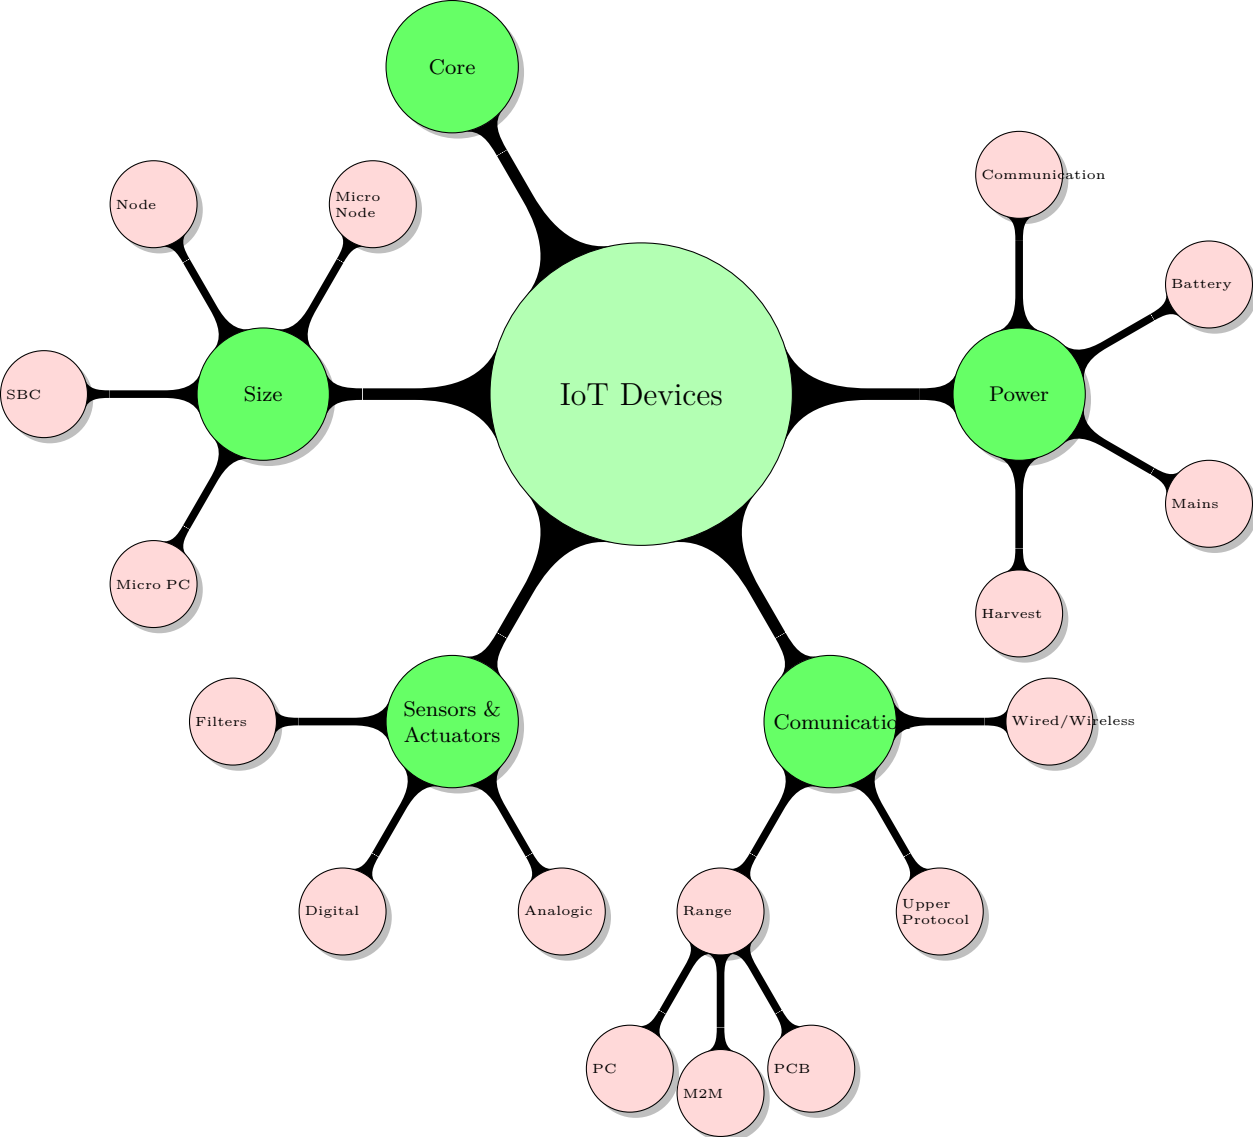 Core
Communication
Node
Micro
Node
Battery
SBC
Size
IoT Devices
Power
Mains
Micro PC
Harvest
Filters
Sensors &
Actuators
Comunicatio
Wired/Wireless
Digital
Analogic
Range
Upper
Protocol
PC
M2M
PCB